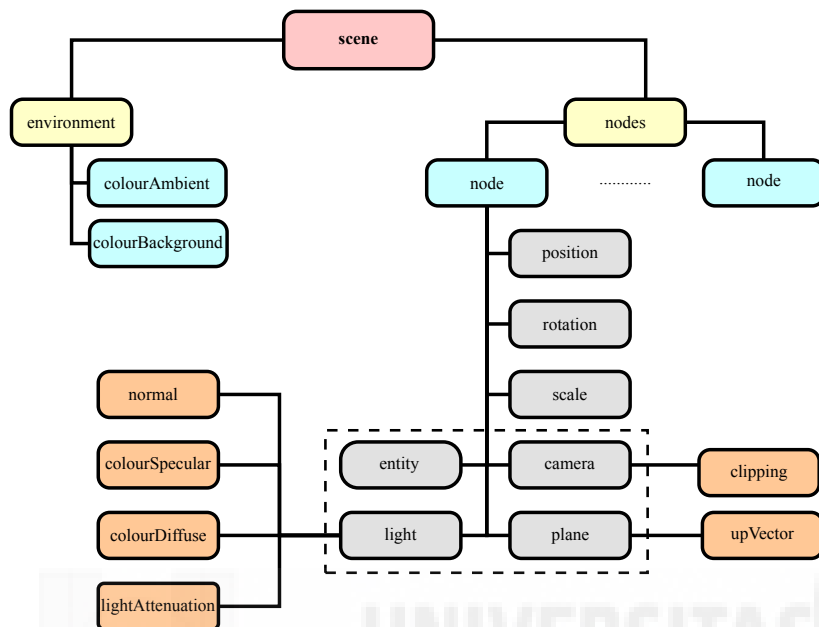 scene
environment
nodes
colourAmbient
node
............
node
colourBackground
position
rotation
normal
scale
colourSpecular
entity
camera
clipping
colourDiffuse
light
plane
upVector
lightAttenuation
UNIVERSITAS